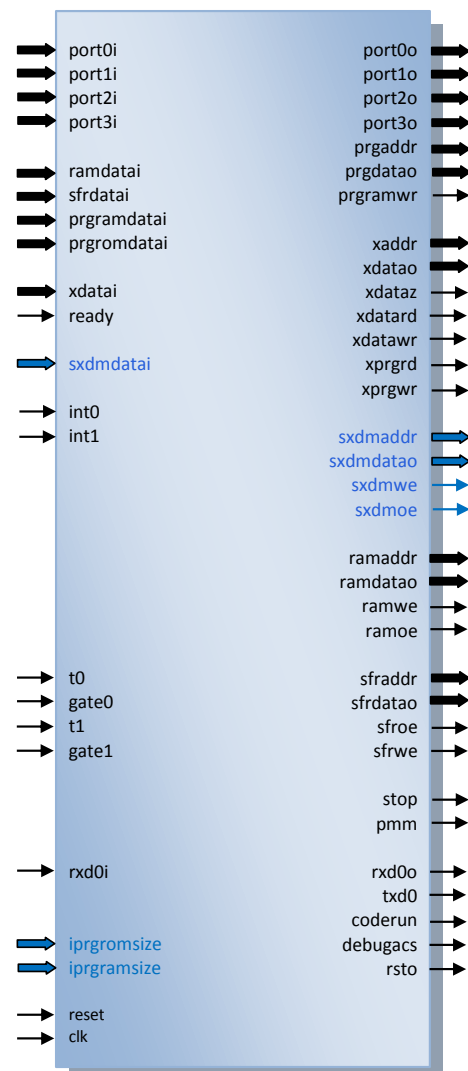 port0i
port1i
port2i
port3i
ramdatai
sfrdatai
prgramdatai
prgromdatai
xdatai
ready
sxdmdatai
int0
int1
t0
gate0
t1
gate1
rxd0i
iprgromsize
iprgramsize
reset
clk
port0o
port1o
port2o
port3o
prgaddr
prgdatao
prgramwr
xaddr
xdatao
xdataz
xdatard
xdatawr
xprgrd
xprgwr
sxdmaddr
sxdmdatao
sxdmwe
sxdmoe
ramaddr
ramdatao
ramwe
ramoe
sfraddr
sfrdatao
sfroe
sfrwe
stop
pmm
rxd0o
txd0
coderun
debugacs
rsto